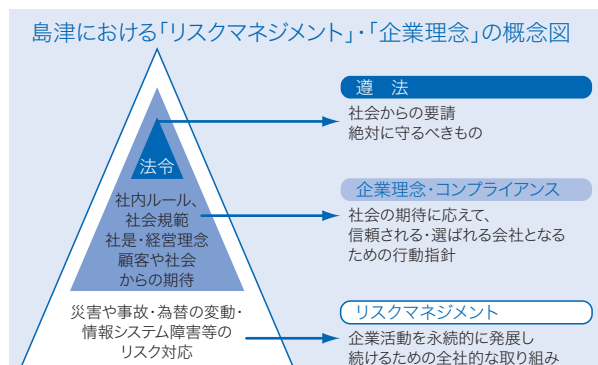 島津における「リスクマネジメント」・「企業理念」の概念図
法令
社内ルール、
社会規範
社是・経営理念
顧客や社会
からの期待
災害や事故・為替の変動・
情報システム障害等の
リスク対応
遵 法
社会からの要請
絶対に守るべきもの
企業理念・コンプライアンス
社会の期待に応えて、
信頼される・選ばれる会社となる
ための行動指針
リスクマネジメント
企業活動を永続的に発展し
続けるための全社的な取り組み